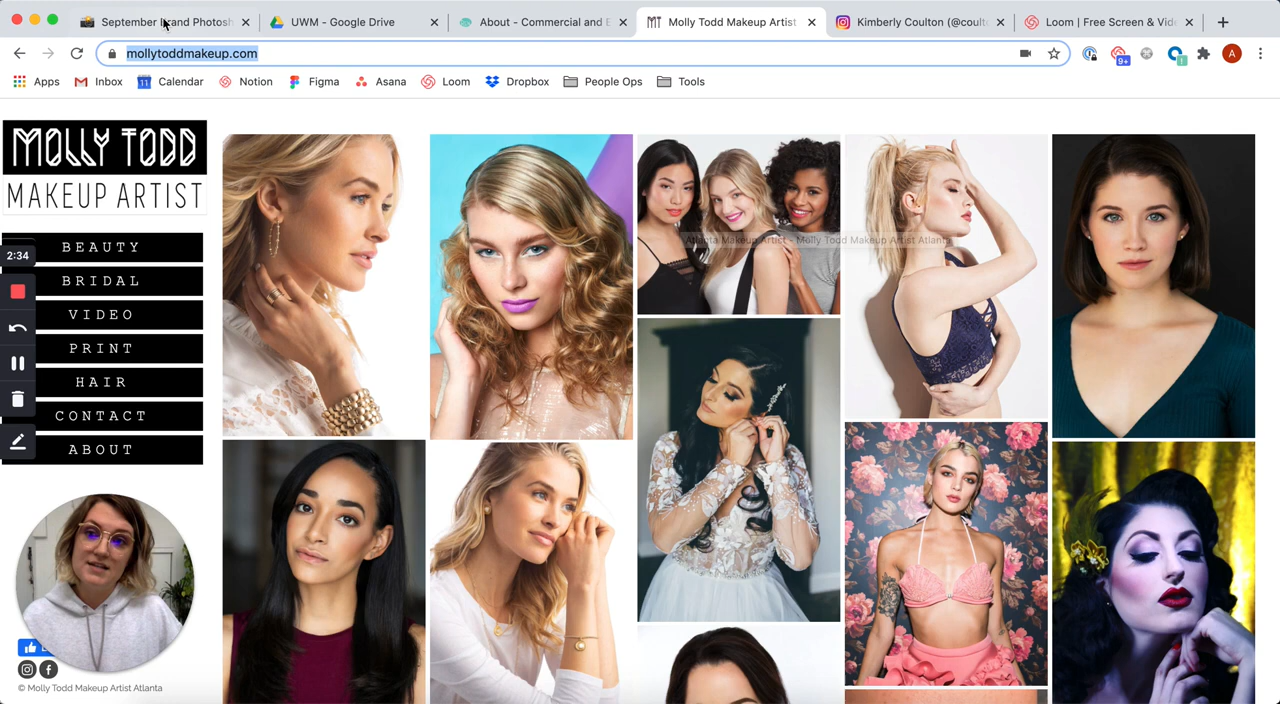 September Brand Photosh
UWM - Google Drive
About - Commercial and E
Molly Todd Makeup Artist
Kimberly Coulton (@coulto
Loom | Free Screen & Vide
mollytoddmakeup.com
9+
A
Apps
Inbox
11
Calendar
Notion
Figma
Asana
Loom
Dropbox
People Ops
Tools
MOLLY TODD
MAKEUP ARTIST
BEAUTY
BRIDAL
VIDEO
PRINT
HAIR
CONTACT
ABOUT
2:34
Atlanta Makeup Artist - Molly Todd Makeup Artist Atlanta
© Molly Todd Makeup Artist Atlanta